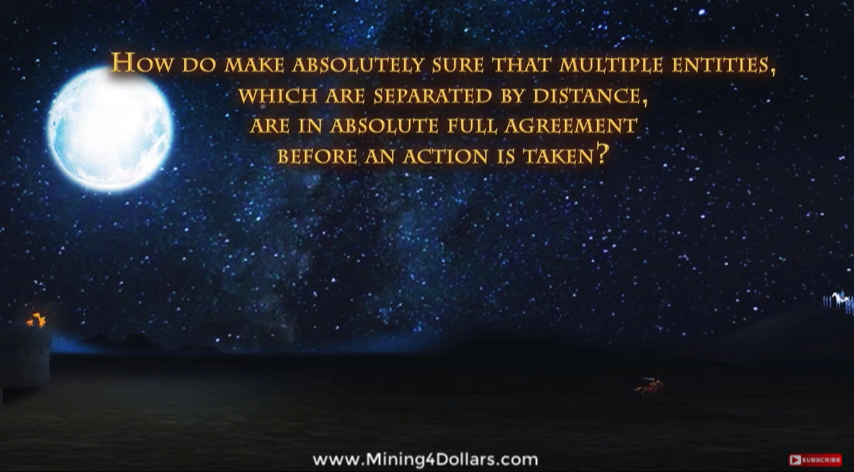 How do make absolutely sure that multiple entities,
which are separated by distance,
are in absolute full agreement
before an action is taken?
www.Mining4Dollars.com
SUBSCRIBE